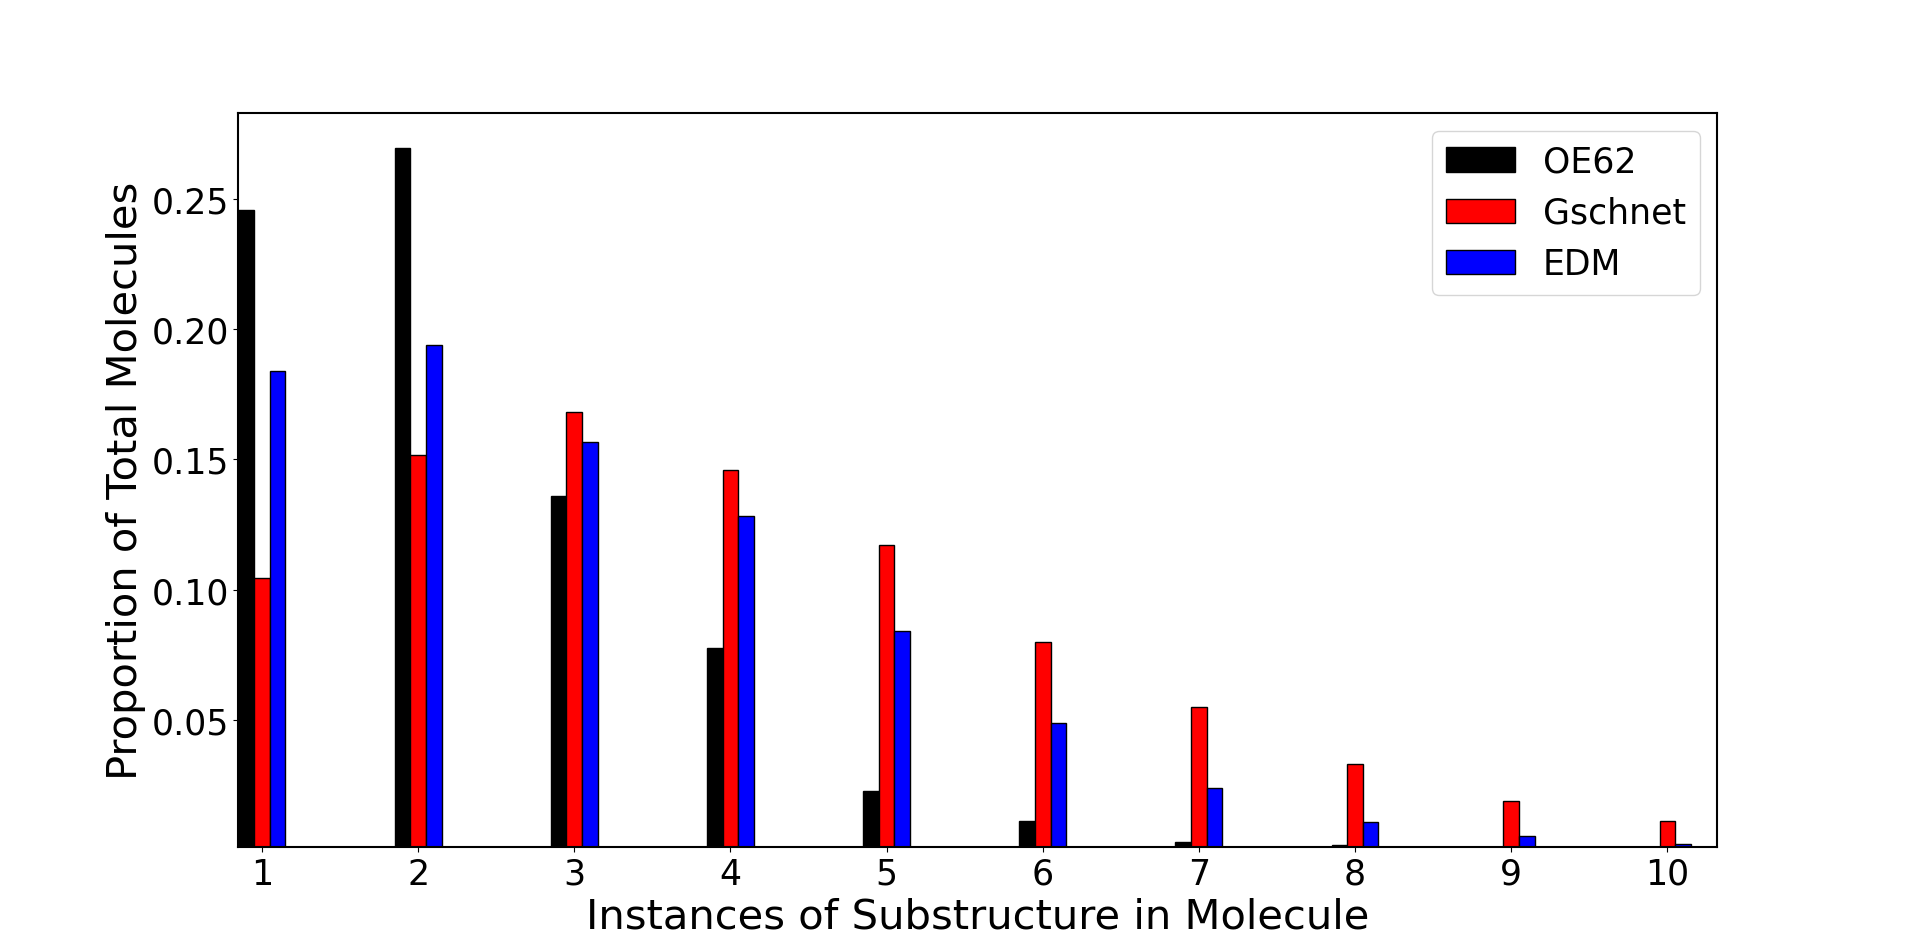 OE62
Gschnet
EDM
Proportion of Total Molecules
0.25
0.20
0.15
0.10
0.05
1 2 3 4 5 6 7 8 9 10
Instances of Substructure in Molecule